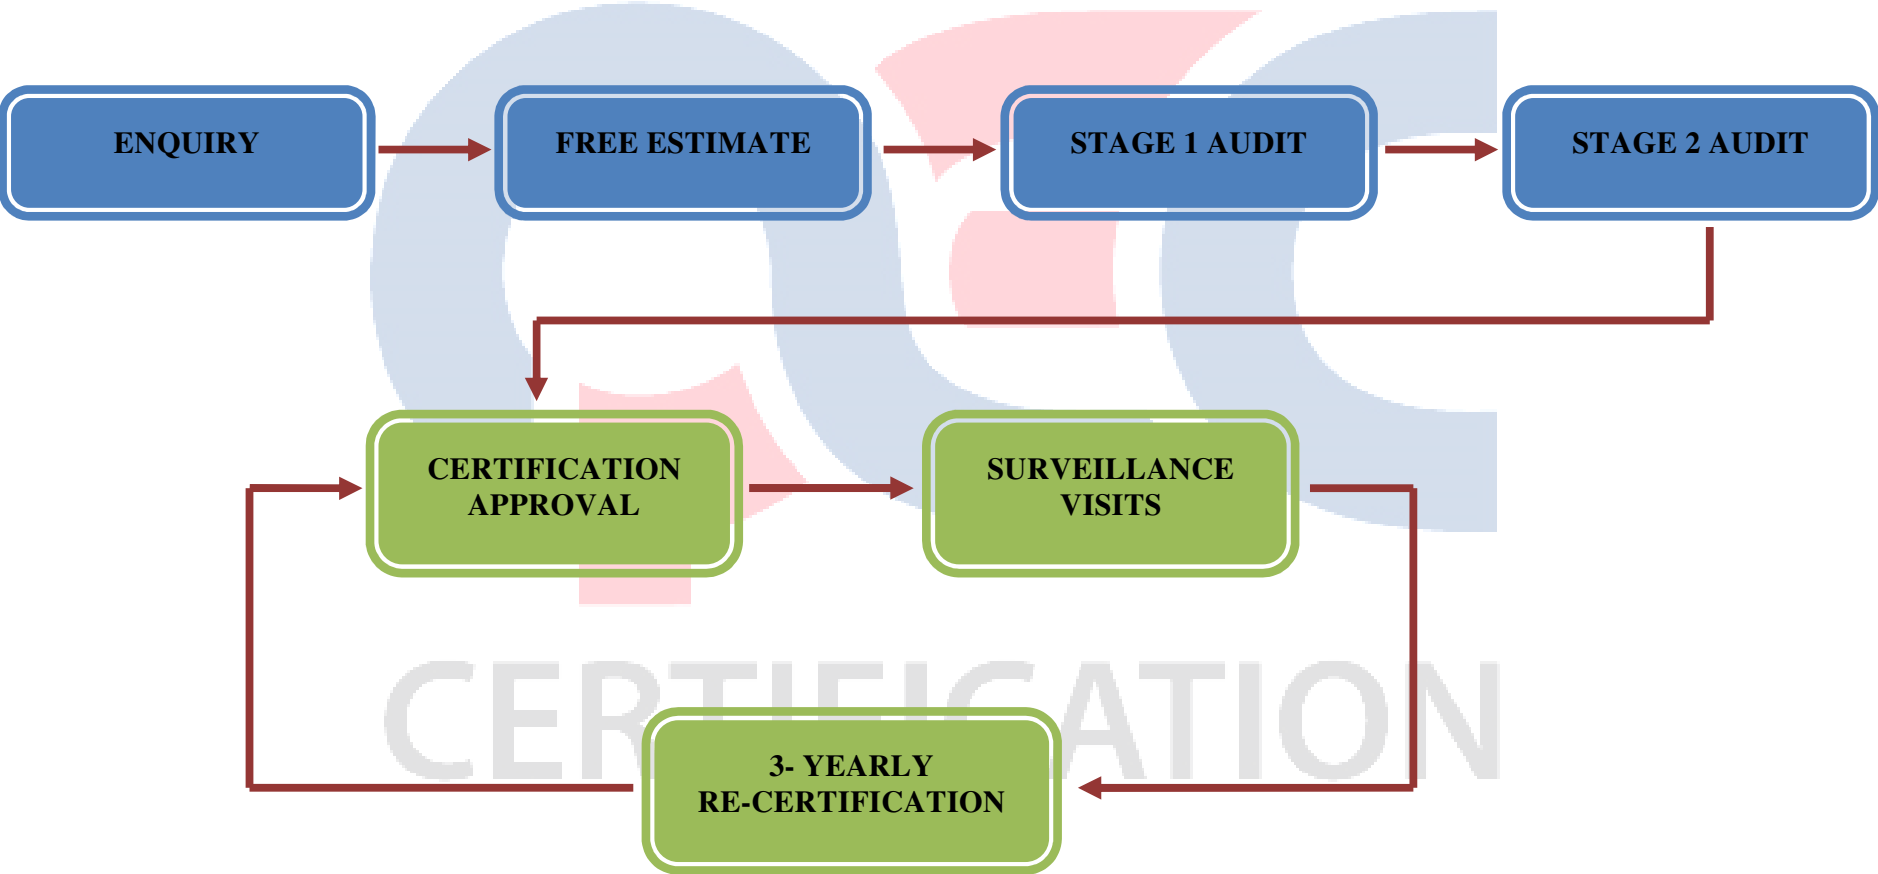 ENQUIRY
FREE ESTIMATE
STAGE 1 AUDIT
STAGE 2 AUDIT
CERTIFICATION
APPROVAL
SURVEILLANCE
VISITS
CERTIFICATION
3- YEARLY
RE-CERTIFICATION